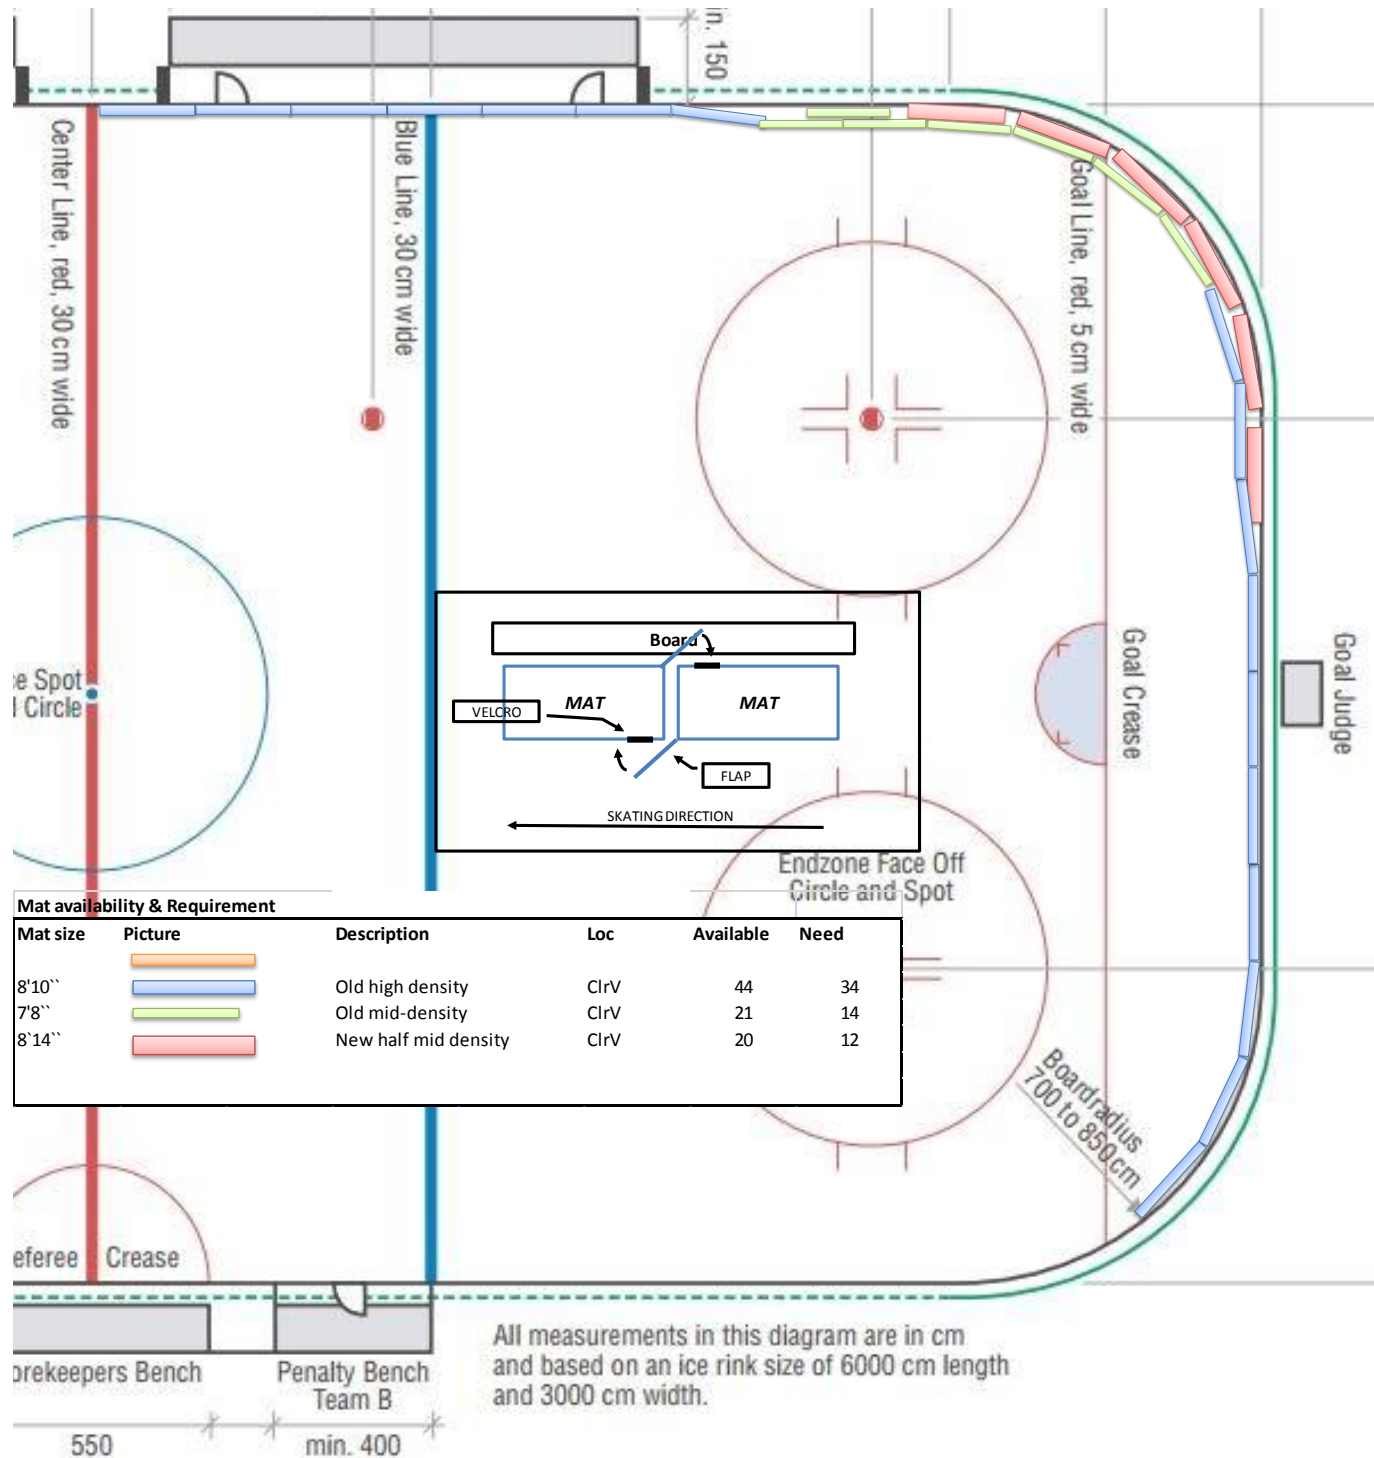 in. 150
Center Line, red, 30 cm wide
Blue Line, 30 cm wide
Goal Line, red, 5 cm wide
Board
MAT
MAT
VELCRO
FLAP
SKATING DIRECTION
Goal Crease
Goal Judge
e Spot
Circle
Endzone Face Off
Circle and Spot
Mat availability & Requirement
Mat size Picture Description Loc Available Need
8'10`` Old high density ClrV 44 34
7'8`` Old mid-density ClrV 21 14
8`14`` New half mid density ClrV 20 12
Boardradius
700 to 850cm
eferee Crease
orekeepers Bench
Penalty Bench
Team B
550
min. 400
All measurements in this diagram are in cm
and based on an ice rink size of 6000 cm length
and 3000 cm width.